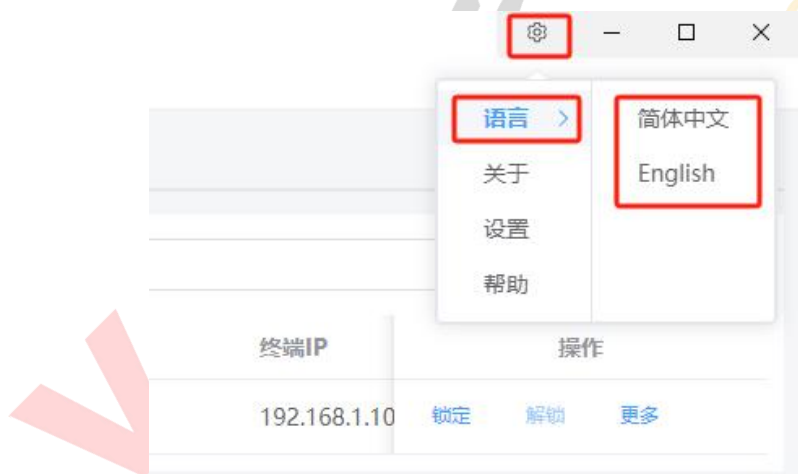 语言 >
简体中文
关于
English
设置
帮助
终端IP
操作
192.168.1.10
锁定
解锁
更多